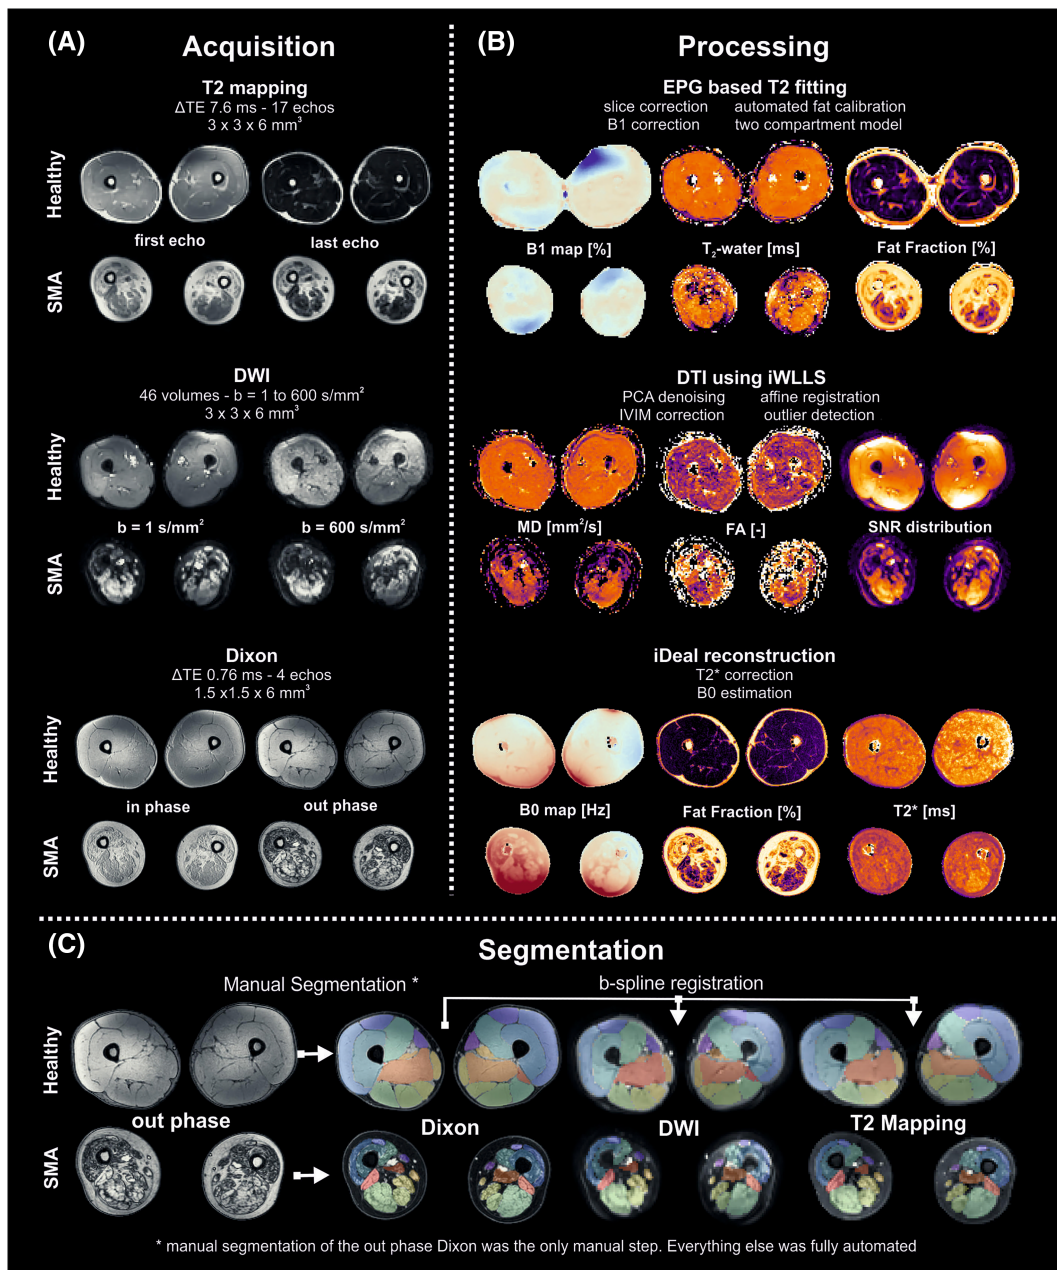 (A) Acquisition
T2 mapping
ΔTE 7.6 ms - 17 echos
3 x 3 x 6 mm³
Healthy
first echo
last echo
SMA
DWI
46 volumes - b = 1 to 600 s/mm²
3 x 3 x 6 mm³
Healthy
b = 1 s/mm²
b = 600 s/mm²
SMA
Dixon
ΔTE 0.76 ms - 4 echos
1.5 x1.5 x 6 mm³
Healthy
in phase
out phase
SMA
(B) Processing
EPG based T2 fitting
slice correction automated fat calibration
B1 correction two compartment model
B1 map [%]
T₂-water [ms]
Fat Fraction [%]
DTI using iWLLS
PCA denoising affine registration
IVIM correction outlier detection
MD [mm²/s]
FA [-]
SNR distribution
iDeal reconstruction
T2* correction
B0 estimation
B0 map [Hz]
Fat Fraction [%]
T2* [ms]
(C) Segmentation
Manual Segmentation *
b-spline registration
Healthy
out phase
Dixon
DWI
T2 Mapping
SMA
* manual segmentation of the out phase Dixon was the only manual step. Everything else was fully automated